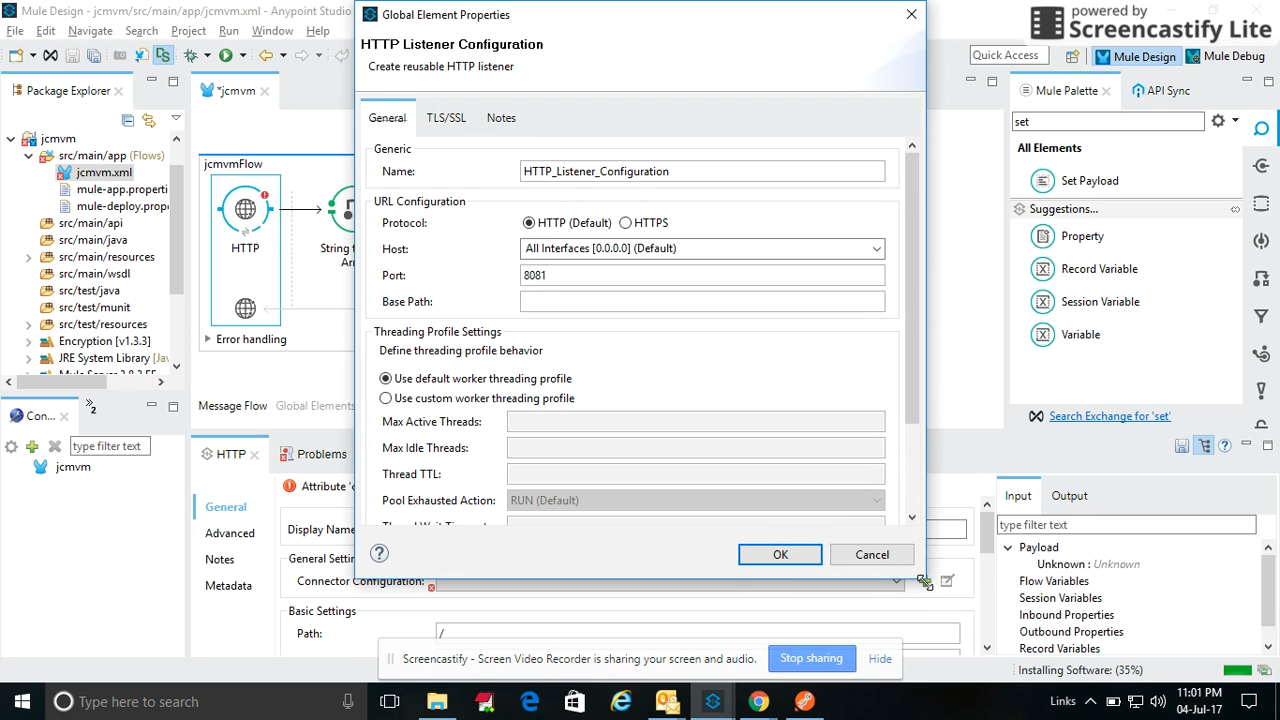 Mule Design - jcmvm/src/main/app/jcmvm.xml - Anypoint Studio
File Edit Navigate Search Project Run Window Help
Quick Access
Mule Design
Mule Debug
powered by
Screencastify Lite
Package Explorer
jcmvm
src/main/app (Flows)
jcmvm.xml
mule-app.properti
mule-deploy.prope
src/main/api
src/main/java
src/main/resources
src/main/wsdl
src/test/java
src/test/munit
src/test/resources
Encryption [v1.3.3]
JRE System Library [Jav
*jcmvm
jcmvmFlow
HTTP
Error handling
Message Flow Global Elements
Global Element Properties
HTTP Listener Configuration
Create reusable HTTP listener
General TLS/SSL Notes
Generic
Name: HTTP_Listener_Configuration
URL Configuration
Protocol: HTTP (Default) HTTPS
Host: All Interfaces [0.0.0.0] (Default)
Port: 8081
Base Path:
Threading Profile Settings
Define threading profile behavior
Use default worker threading profile
Use custom worker threading profile
Max Active Threads:
Max Idle Threads:
Thread TTL:
Pool Exhausted Action: RUN (Default)
OK Cancel
Mule Palette API Sync
set
All Elements
Set Payload
Suggestions...
Property
Record Variable
Session Variable
Variable
Search Exchange for 'set'
Con... 2
type filter text
jcmvm
HTTP Problems
General
Advanced
Notes
Metadata
Attribute 'c
Display Name
General Setti
Connector Configuration:
Basic Settings
Path: /
Input Output
type filter text
Payload
Unknown : Unknown
Flow Variables
Session Variables
Inbound Properties
Outbound Properties
Record Variables
Screencastify - Screen Video Recorder is sharing your screen and audio. Stop sharing Hide
Installing Software: (35%)
Type here to search
Links
11:01 PM
04-Jul-17